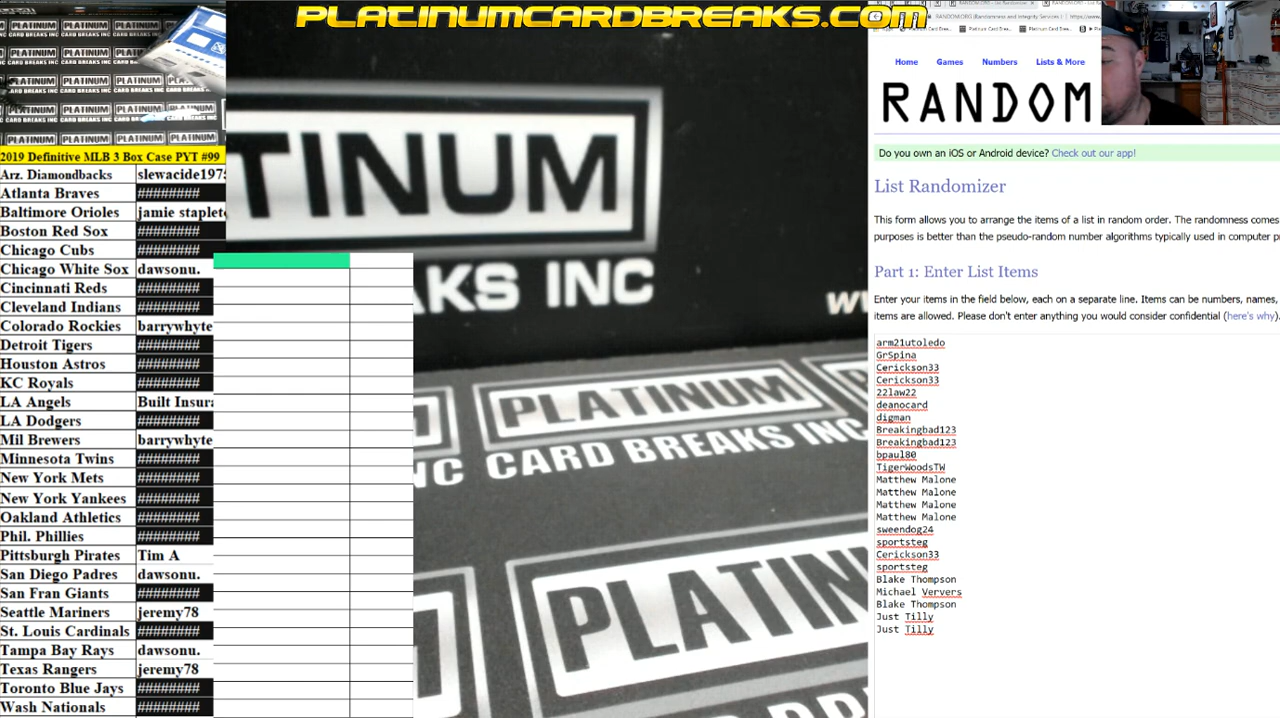 PLATINUMCARDBREAKS.COM
PLATINUM
CARD BREAKS INC
2019 Definitive MLB 3 Box Case PYT #99
Arz. Diamondbacks slewacide197
Atlanta Braves ########
Baltimore Orioles jamie staplet
Boston Red Sox ########
Chicago Cubs ########
Chicago White Sox dawsonu.
Cincinnati Reds ########
Cleveland Indians ########
Colorado Rockies barrywhyte
Detroit Tigers ########
Houston Astros ########
KC Royals ########
LA Angels Built Insur
LA Dodgers ########
Mil Brewers barrywhyte
Minnesota Twins ########
New York Mets ########
New York Yankees ########
Oakland Athletics ########
Phil. Phillies ########
Pittsburgh Pirates Tim A
San Diego Padres dawsonu.
San Fran Giants ########
Seattle Mariners jeremy78
St. Louis Cardinals ########
Tampa Bay Rays dawsonu.
Texas Rangers jeremy78
Toronto Blue Jays ########
Wash Nationals ########
TINUM
AKS INC
PLATINUM
CARD BREAKS INC
NC
PLATIN
Home Games Numbers Lists & More
RANDOM
Do you own an iOS or Android device? Check out our app!
List Randomizer
This form allows you to arrange the items of a list in random order. The randomness comes
purposes is better than the pseudo-random number algorithms typically used in computer p
Part 1: Enter List Items
Enter your items in the field below, each on a separate line. Items can be numbers, names,
items are allowed. Please don't enter anything you would consider confidential (here's why).
arm21utoledo
GrSpina
Cerickson33
Cerickson33
22law22
deanocard
digman
Breakingbad123
Breakingbad123
bpaul80
TigerWoodsTW
Matthew Malone
Matthew Malone
Matthew Malone
Matthew Malone
sweendog24
sportsteg
Cerickson33
sportsteg
Blake Thompson
Michael Ververs
Blake Thompson
Just Tilly
Just Tilly